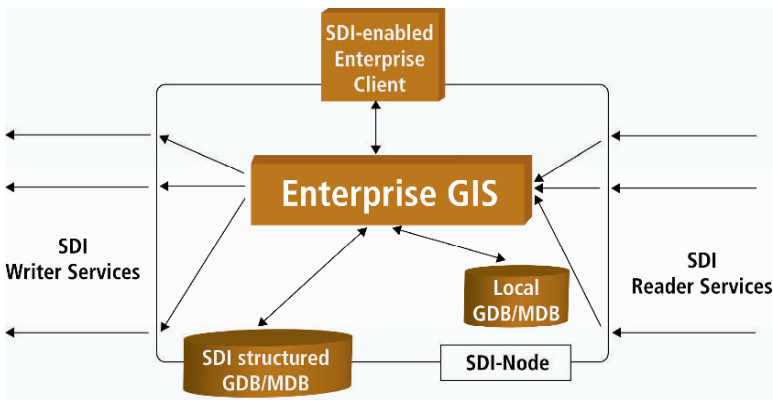 SDI-enabled
Enterprise
Client
Enterprise GIS
SDI
Writer Services
SDI
Reader Services
Local
GDB/MDB
SDI structured
GDB/MDB
SDI-Node